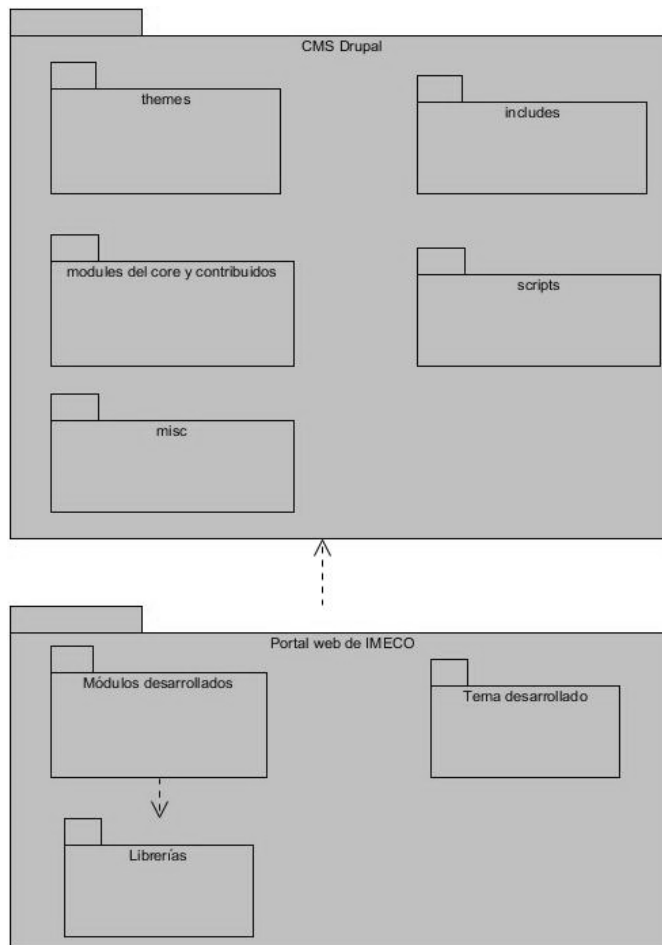 CMS Drupal
themes
includes
modules del core y contribuidos
scripts
misc
Portal web de IMECO
Módulos desarrollados
Tema desarrollado
Librerías